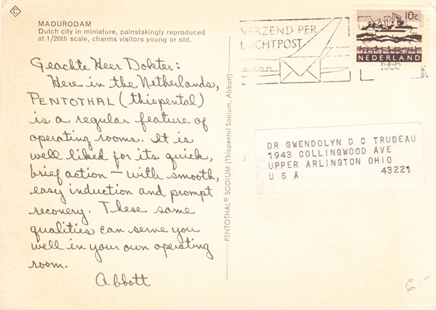 MADURODAM
Dutch city in miniature, painstakingly reproduced
at 1/20th scale, charms visitors young or old.
Geachte Heer Dokter:
Here in the Netherlands,
PENTOTHAL (thiopental)
is a regular feature of
operating rooms. It is
well liked for its quick,
brief action — with smooth,
easy induction and prompt
recovery. These same
qualities can serve you
well in your own operating
room.
Abbott
PENTOTHAL® SODIUM (Thiopental Sodium, Abbott)
VERZEND PER
LUCHTPOST
10c
NEDERLAND
DR GWENDOLYN D C TRUDEAU
1943 COLLINGWOOD AVE
UPPER ARLINGTON OHIO
43221
U S A